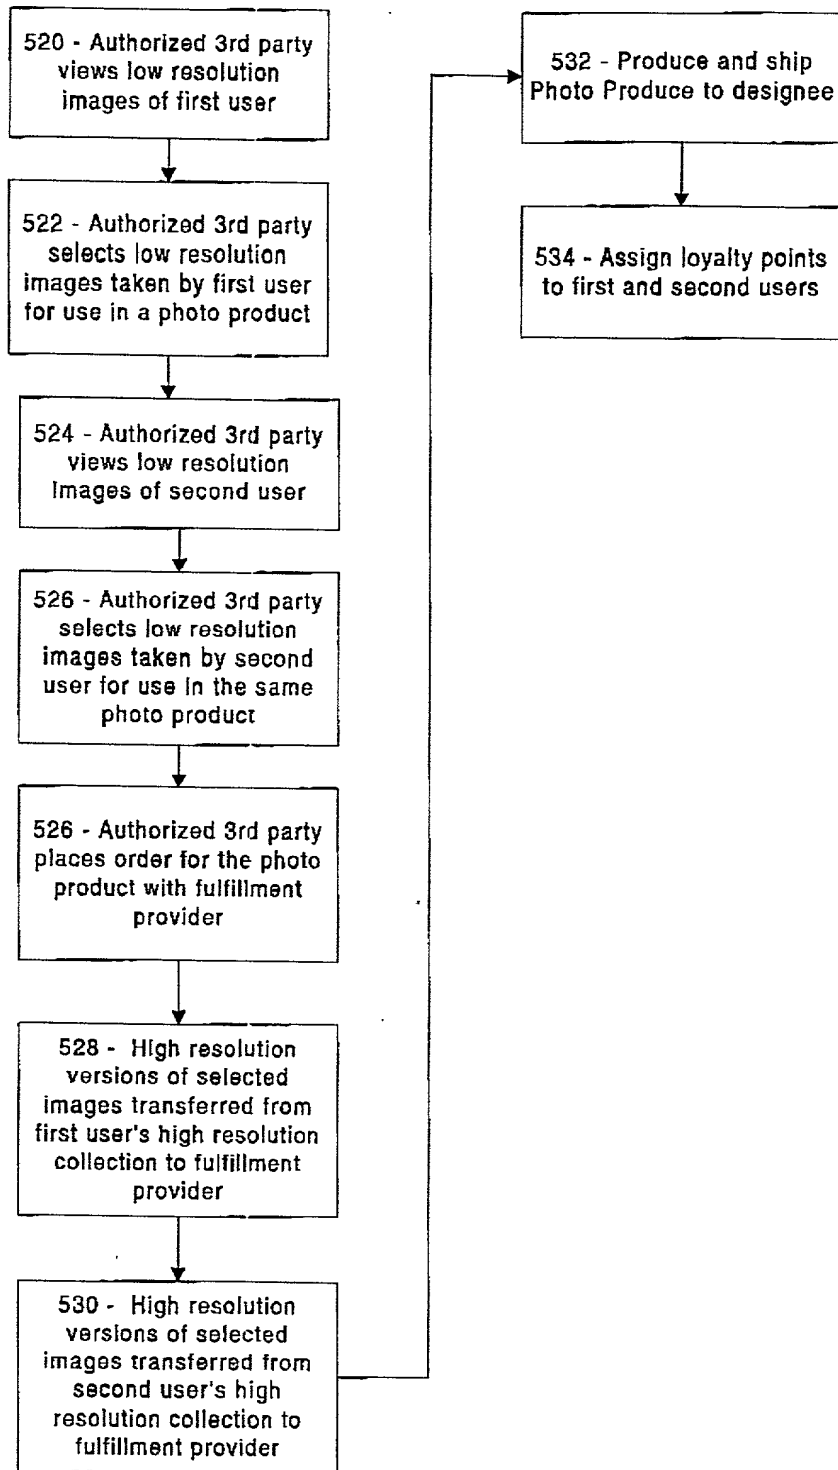 520 - Authorized 3rd party
views low resolution
images of first user
522 - Authorized 3rd party
selects low resolution
images taken by first user
for use in a photo product
524 - Authorized 3rd party
views low resolution
images of second user
526 - Authorized 3rd party
selects low resolution
images taken by second
user for use in the same
photo product
526 - Authorized 3rd party
places order for the photo
product with fulfillment
provider
528 - High resolution
versions of selected
images transferred from
first user's high resolution
collection to fulfillment
provider
530 - High resolution
versions of selected
images transferred from
second user's high
resolution collection to
fulfillment provider
532 - Produce and ship
Photo Produce to designee
534 - Assign loyalty points
to first and second users